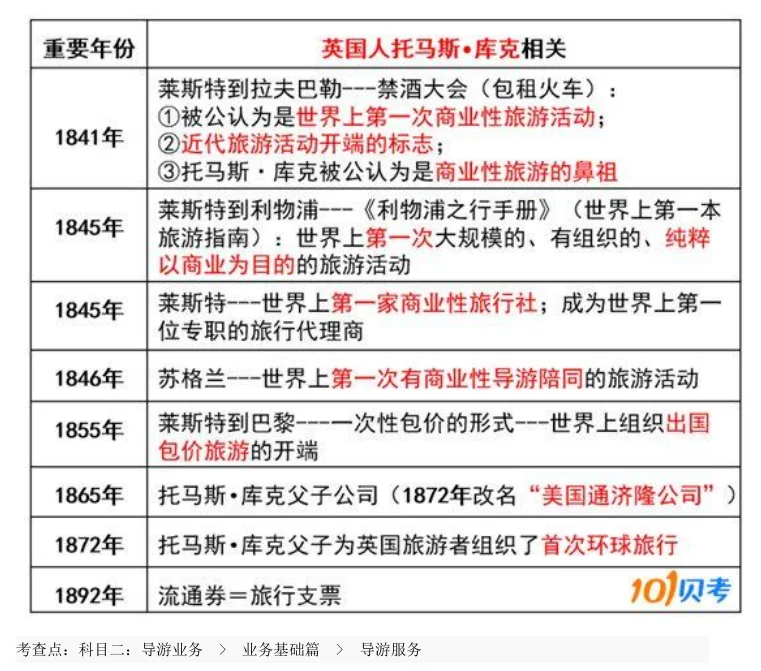 重要年份
英国人托马斯·库克相关
1841年
莱斯特到拉夫巴勒---禁酒大会（包租火车）：
①被公认为是世界上第一次商业性旅游活动；
②近代旅游活动开端的标志；
③托马斯·库克被公认为是商业性旅游的鼻祖
1845年
莱斯特到利物浦---《利物浦之行手册》（世界上第一本
旅游指南）：世界上第一次大规模的、有组织的、纯粹
以商业为目的的旅游活动
1845年
莱斯特---世界上第一家商业性旅行社；成为世界上第一
位专职的旅行代理商
1846年
苏格兰---世界上第一次有商业性导游陪同的旅游活动
1855年
莱斯特到巴黎---一次性包价的形式---世界上组织出国
包价旅游的开端
1865年
托马斯·库克父子公司（1872年改名“美国通济隆公司”）
1872年
托马斯·库克父子为英国旅游者组织了首次环球旅行
1892年
流通券＝旅行支票
101贝考
考查点：科目二：导游业务 > 业务基础篇 > 导游服务